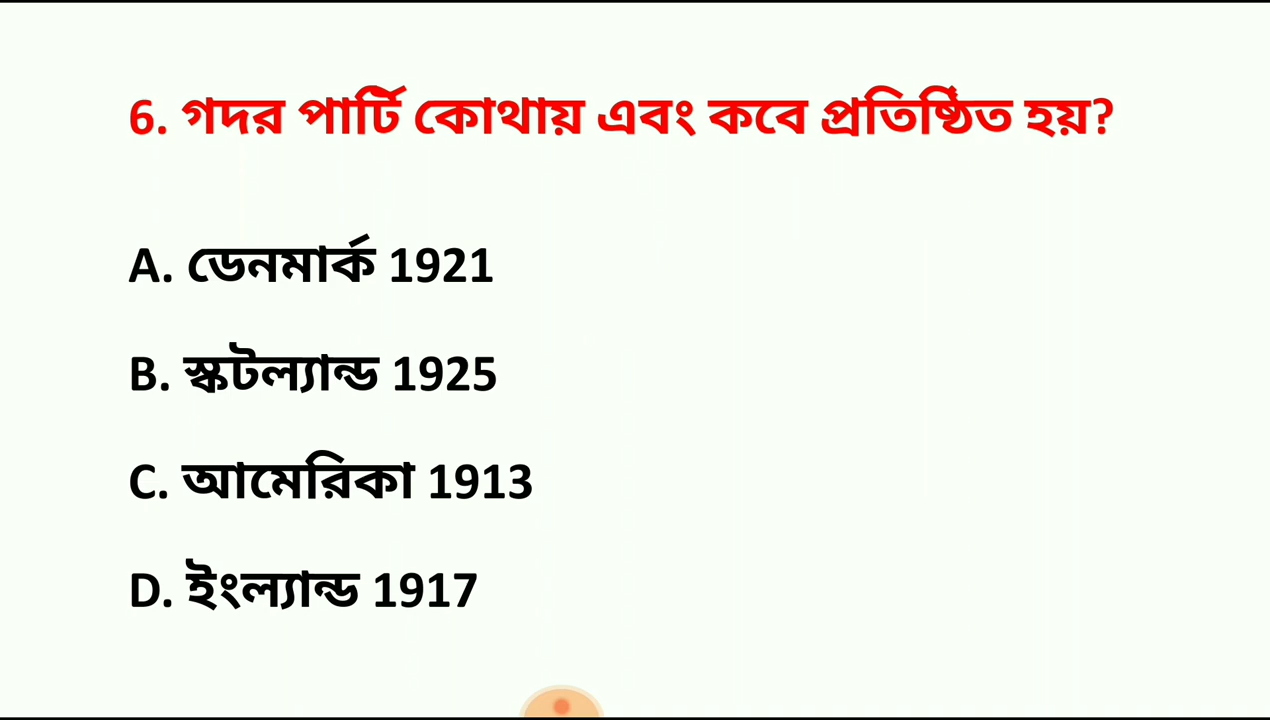 6. গদর পার্টি কোথায় এবং কবে প্রতিষ্ঠিত হয়?
A. ডেনমার্ক 1921
B. স্কটল্যান্ড 1925
C. আমেরিকা 1913
D. ইংল্যান্ড 1917